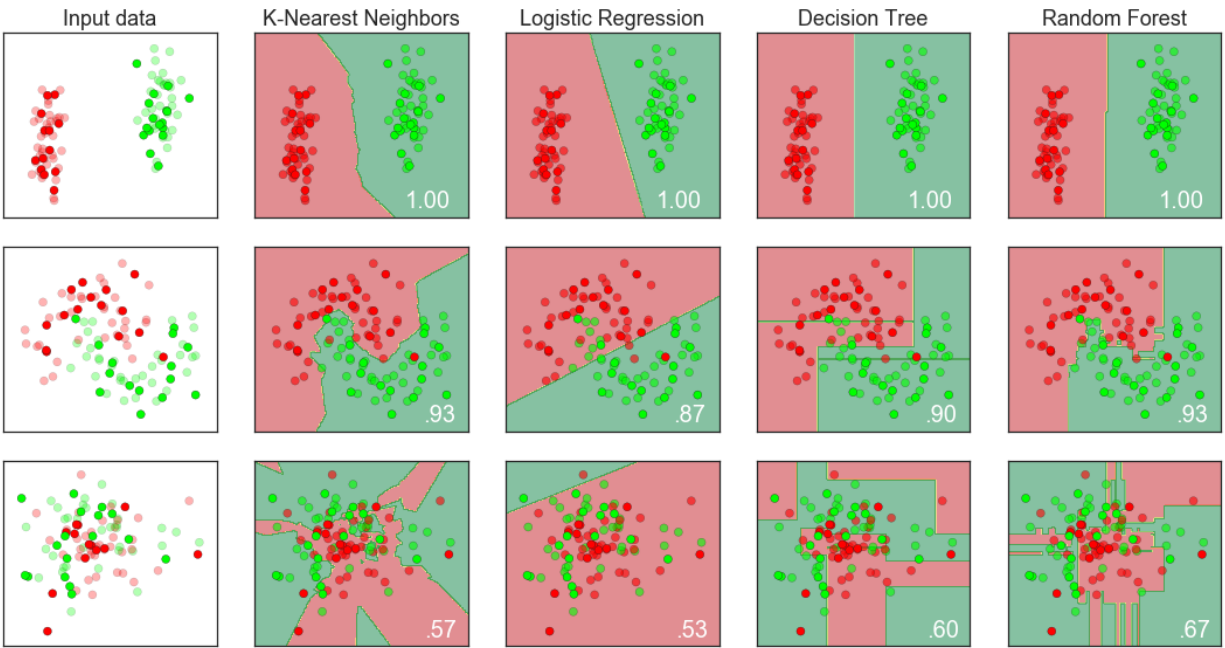 Input data K-Nearest Neighbors Logistic Regression Decision Tree Random Forest
1.00 1.00 1.00 1.00
.93 .87 .90 .93
.57 .53 .60 .67